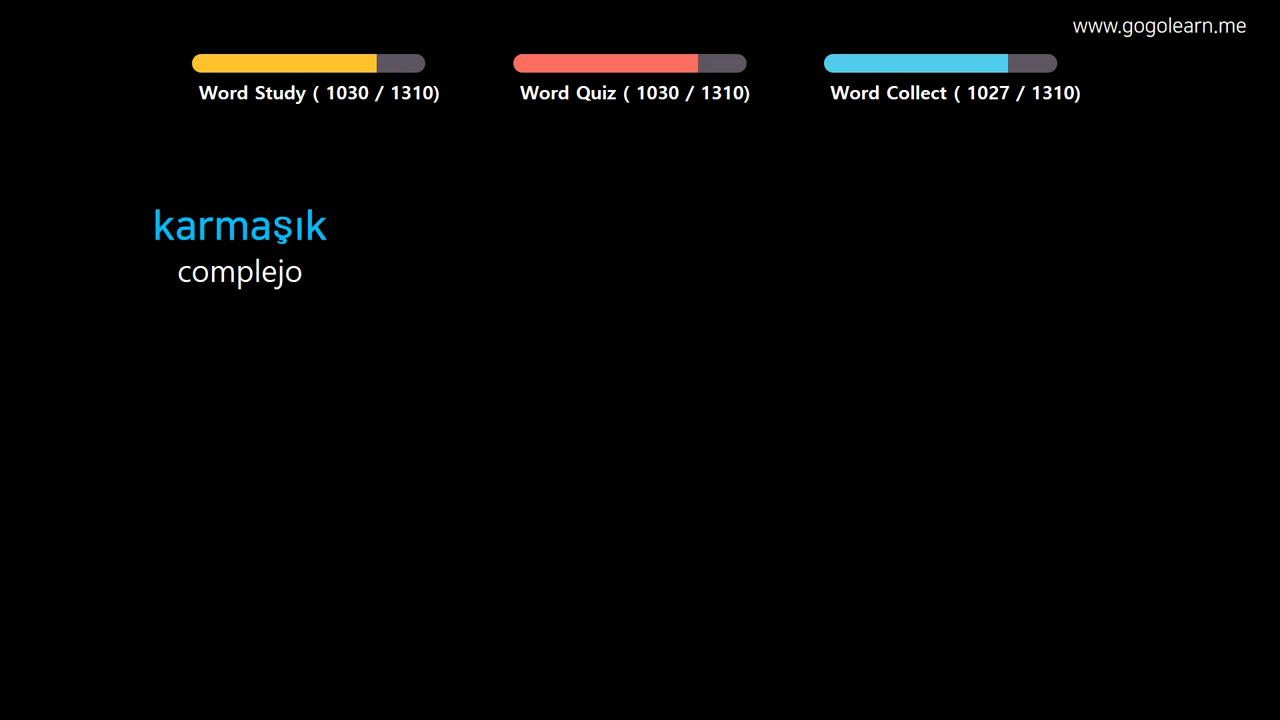 www.gogolearn.me
Word Study ( 1030 / 1310)
Word Quiz ( 1030 / 1310)
Word Collect ( 1027 / 1310)
karmaşık
complejo